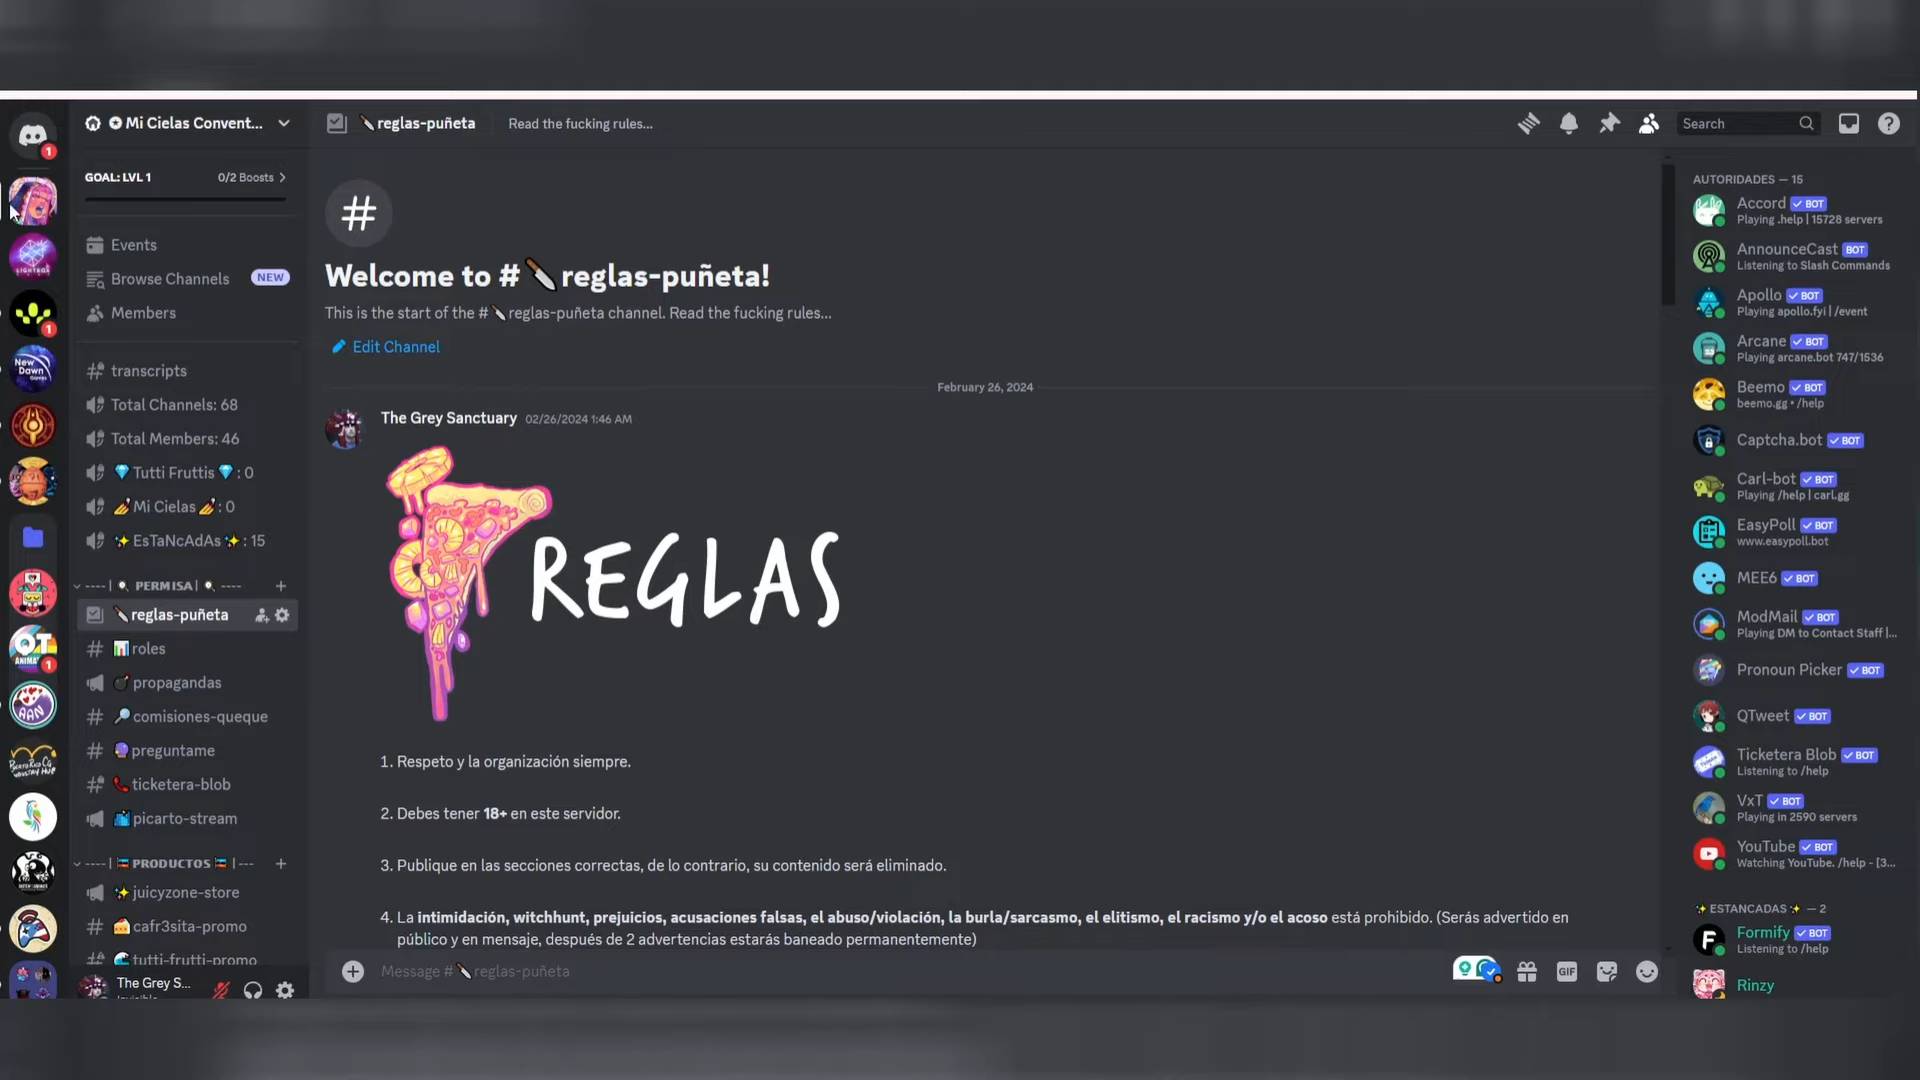 Mi Cielas Convent...
reglas-puñeta
Read the fucking rules...
Search
GOAL: LVL 1
0/2 Boosts
Events
Browse Channels
NEW
Members
transcripts
Total Channels: 68
Total Members: 46
Tutti Fruttis : 0
Mi Cielas : 0
EsTaNcAdAs : 15
---- | PERMISA | ----
reglas-puñeta
roles
propagandas
comisiones-queque
preguntame
ticketera-blob
picarto-stream
---- | PRODUCTOS | ---
juicyzone-store
cafr3sita-promo
tutti-frutti-promo
The Grey S...
1
LIGHTBOX
1
New Dawn Games
QT ANIMA
1
AAN
Welcome to # reglas-puñeta!
This is the start of the # reglas-puñeta channel. Read the fucking rules...
Edit Channel
February 26, 2024
The Grey Sanctuary 02/26/2024 1:46 AM
REGLAS
1. Respeto y la organización siempre.
2. Debes tener 18+ en este servidor.
3. Publique en las secciones correctas, de lo contrario, su contenido será eliminado.
4. La intimidación, witchhunt, prejuicios, acusaciones falsas, el abuso/violación, la burla/sarcasmo, el elitismo, el racismo y/o el acoso está prohibido. (Serás advertido en
público y en mensaje, después de 2 advertencias estarás baneado permanentemente)
Message # reglas-puñeta
GIF
AUTORIDADES — 15
Accord BOT
Playing .help | 15728 servers
AnnounceCast BOT
Listening to Slash Commands
Apollo BOT
Playing apollo.fyi | /event
Arcane BOT
Playing arcane.bot 747/1536
Beemo BOT
beemo.gg • /help
Captcha.bot BOT
Carl-bot BOT
Playing /help | carl.gg
EasyPoll BOT
www.easypoll.bot
MEE6 BOT
ModMail BOT
Playing DM to Contact Staff |...
Pronoun Picker BOT
QTweet BOT
Ticketera Blob BOT
Listening to /help
VxT BOT
Playing in 2590 servers
YouTube BOT
Watching YouTube. /help - [3...
ESTANCADAS — 2
Formify BOT
Listening to /help
Rinzy